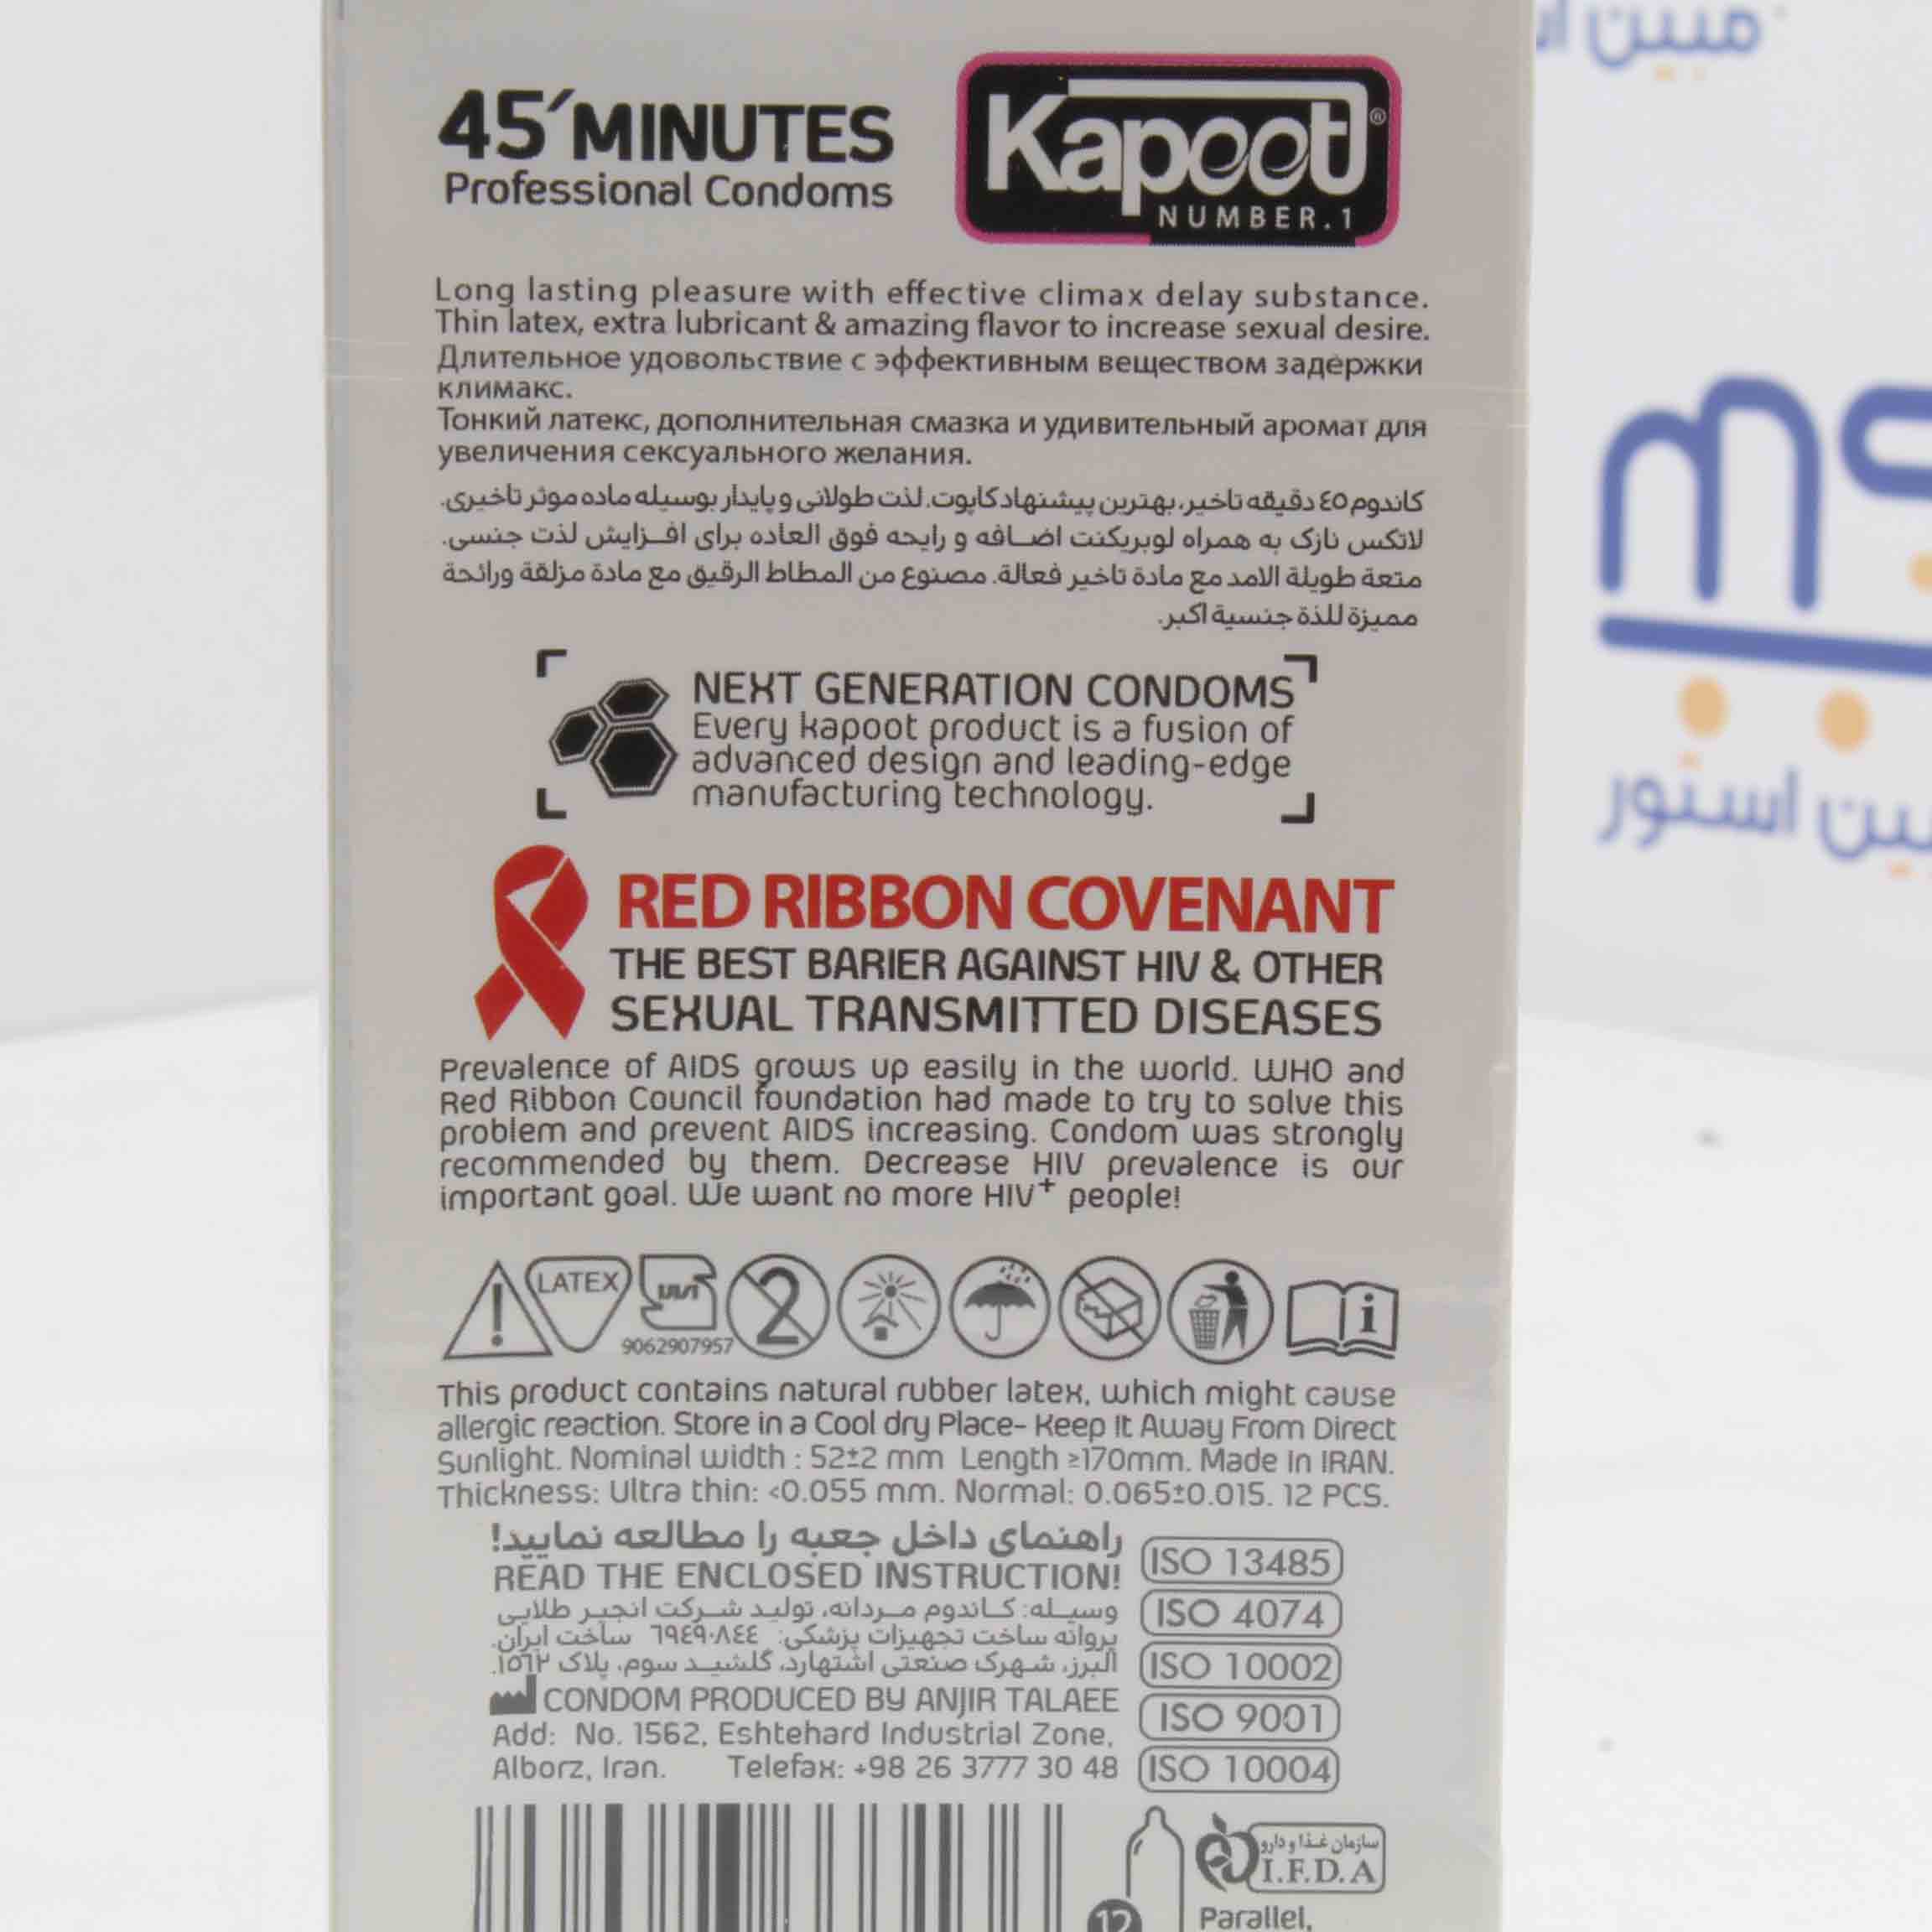 45´MINUTES
Professional Condoms
Kapoot®
NUMBER.1
Long lasting pleasure with effective climax delay substance.
Thin latex, extra lubricant & amazing flavor to increase sexual desire.
Длительное удовольствие с эффективным веществом задержки
климакс.
Тонкий латекс, дополнительная смазка и удивительный аромат для
увеличения сексуального желания.
کاندوم ٤٥ دقیقه تاخیر، بهترین پیشنهاد کاپوت. لذت طولانی و پایدار بوسیله ماده موثر تاخیری.
لاتکس نازک به همراه لوبریکنت اضافه و رایحه فوق العاده برای افزایش لذت جنسی.
متعة طويلة الامد مع مادة تاخير فعالة. مصنوع من المطاط الرقيق مع مادة مزلقة ورائحة
مميزة للذة جنسية اكبر.
NEXT GENERATION CONDOMS
Every kapoot product is a fusion of
advanced design and leading-edge
manufacturing technology.
RED RIBBON COVENANT
THE BEST BARIER AGAINST HIV & OTHER
SEXUAL TRANSMITTED DISEASES
Prevalence of AIDS grows up easily in the world. WHO and
Red Ribbon Council foundation had made to try to solve this
problem and prevent AIDS increasing. Condom was strongly
recommended by them. Decrease HIV prevalence is our
important goal. We want no more HIV+ people!
LATEX
9062907957
2
This product contains natural rubber latex, which might cause
allergic reaction. Store in a Cool dry Place- Keep It Away From Direct
Sunlight. Nominal width : 52±2 mm Length ≥170mm. Made In IRAN.
Thickness: Ultra thin: <0.055 mm. Normal: 0.065±0.015. 12 PCS.
راهنمای داخل جعبه را مطالعه نمایید!
READ THE ENCLOSED INSTRUCTION!
وسیله: کاندوم مردانه، تولید شرکت انجیر طلایی
پروانه ساخت تجهیزات پزشکی: ٦٩٤٩٠٨٤٤ ساخت ایران.
البرز، شهرک صنعتی اشتهارد، گلشید سوم، پلاک ١٥٦٢.
CONDOM PRODUCED BY ANJIR TALAEE
Add: No. 1562, Eshtehard Industrial Zone,
Alborz, Iran. Telefax: +98 26 3777 30 48
ISO 13485
ISO 4074
ISO 10002
ISO 9001
ISO 10004
12
سازمان غذا و دارو
I.F.D.A
Parallel,
مبین
استور